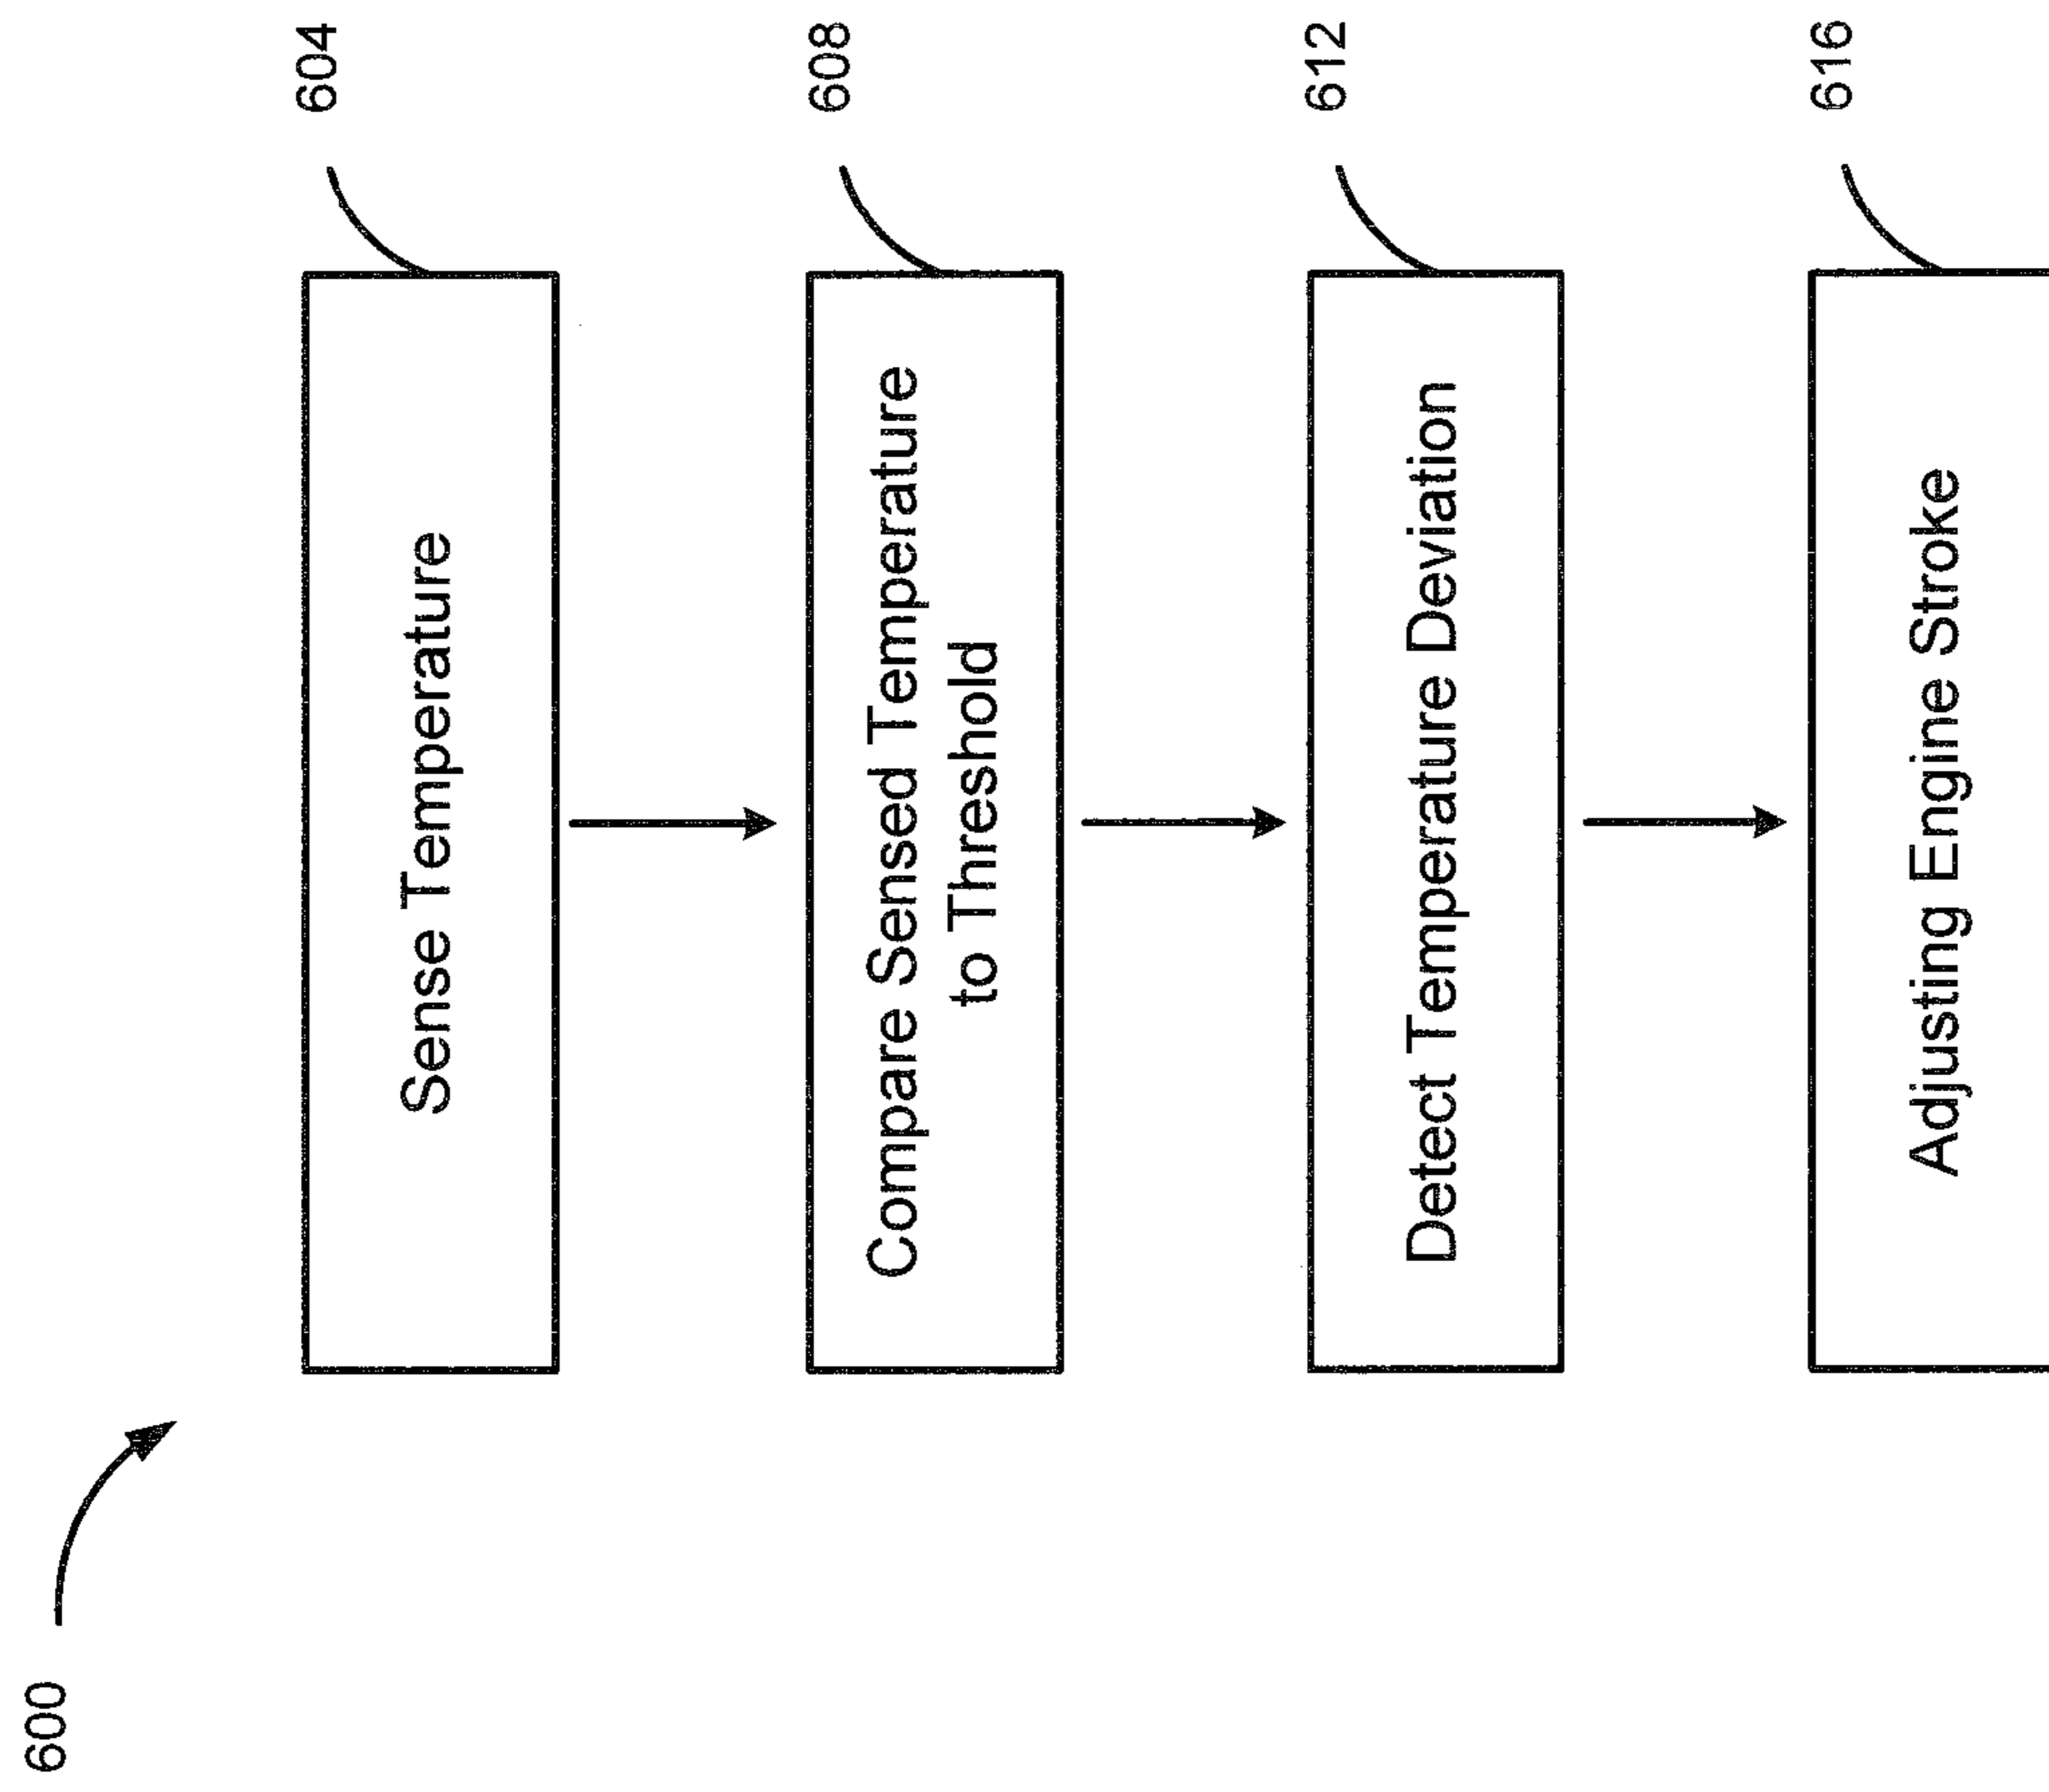 600
604
Sense Temperature
608
Compare Sensed Temperature
to Threshold
612
Detect Temperature Deviation
616
Adjusting Engine Stroke